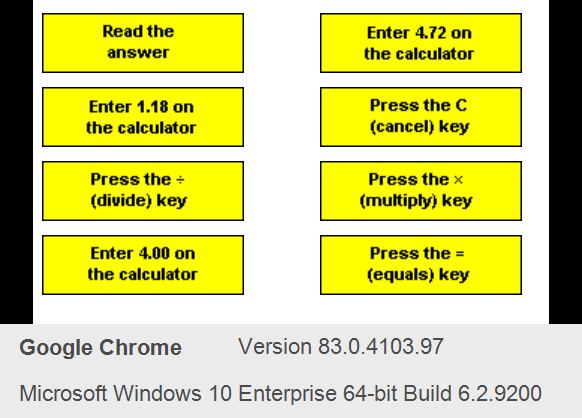 Read the
answer
Enter 4.72 on
the calculator
Enter 1.18 on
the calculator
Press the C
(cancel) key
Press the ÷
(divide) key
Press the ×
(multiply) key
Enter 4.00 on
the calculator
Press the =
(equals) key
Google Chrome Version 83.0.4103.97
Microsoft Windows 10 Enterprise 64-bit Build 6.2.9200